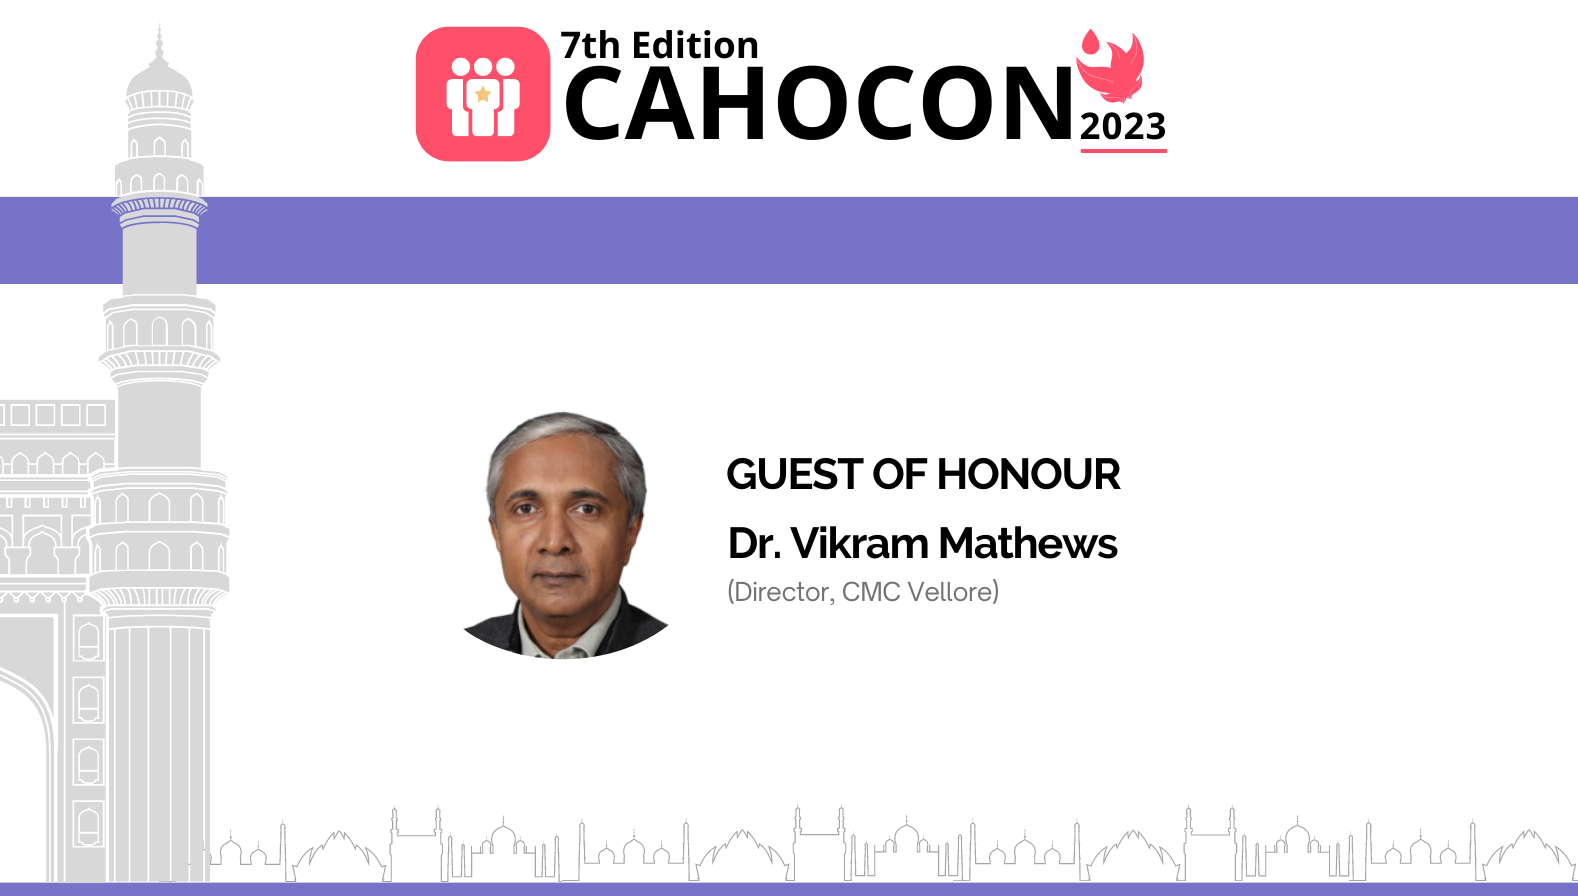 7th Edition
CAHOCON
2023
GUEST OF HONOUR
Dr. Vikram Mathews
(Director, CMC Vellore)